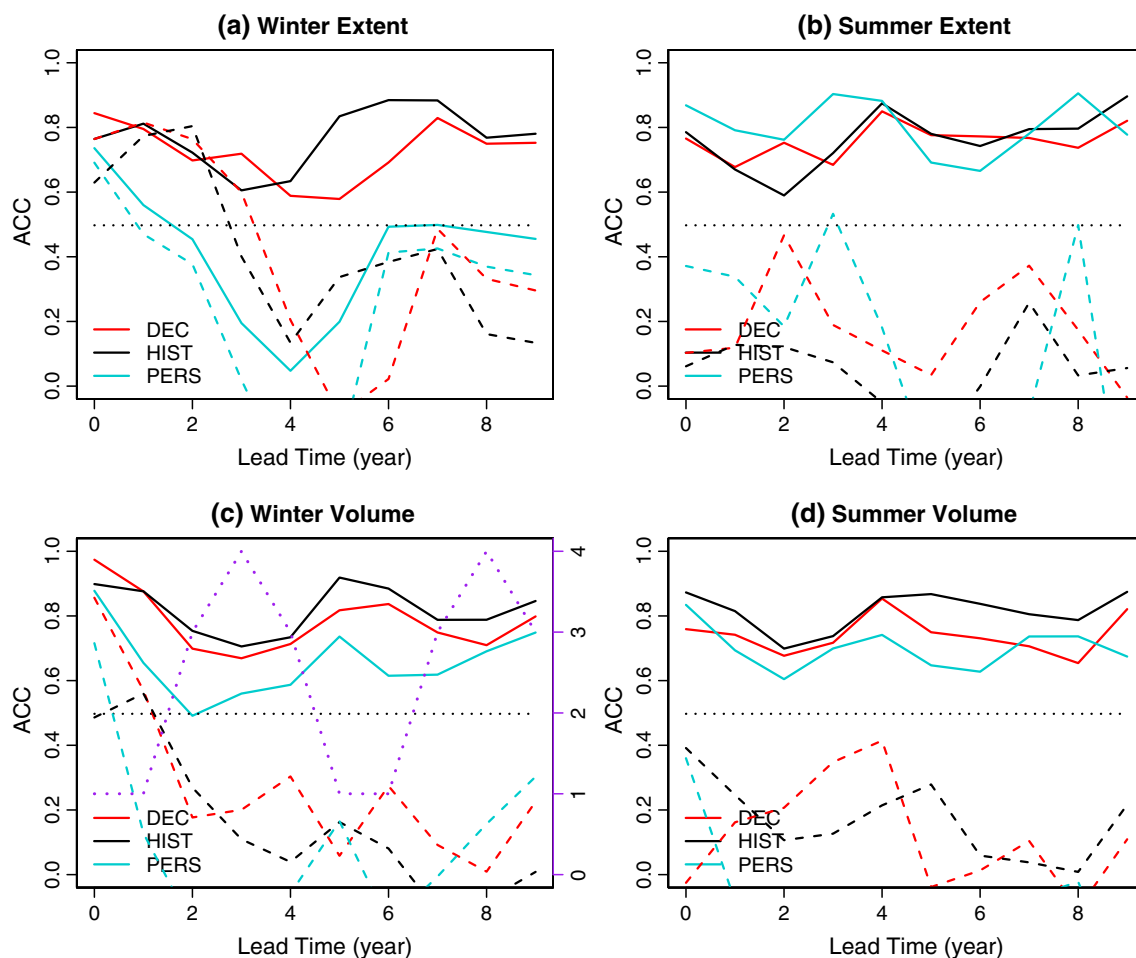 (a) Winter Extent
ACC
0.0 0.2 0.4 0.6 0.8 1.0
DEC
HIST
PERS
0 2 4 6 8
Lead Time (year)
(b) Summer Extent
ACC
0.0 0.2 0.4 0.6 0.8 1.0
DEC
HIST
PERS
0 2 4 6 8
Lead Time (year)
(c) Winter Volume
ACC
0.0 0.2 0.4 0.6 0.8 1.0
DEC
HIST
PERS
0 1 2 3 4
0 2 4 6 8
Lead Time (year)
(d) Summer Volume
ACC
0.0 0.2 0.4 0.6 0.8 1.0
DEC
HIST
PERS
0 2 4 6 8
Lead Time (year)